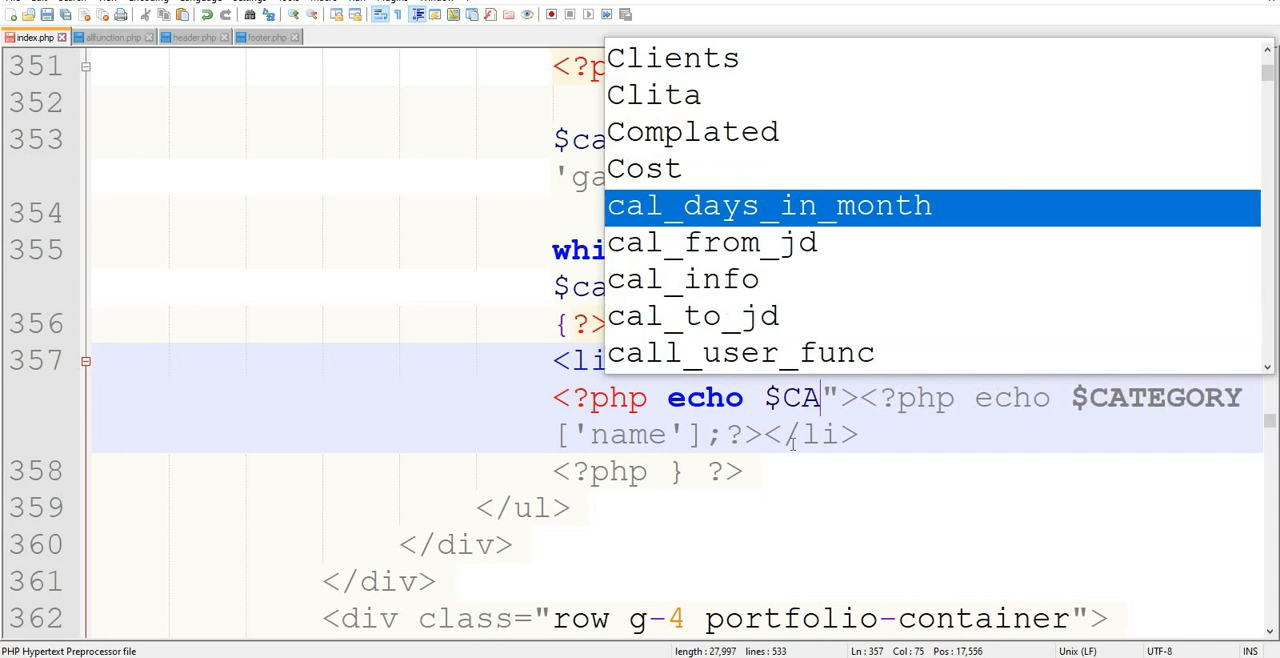 index.php allfunction.php header.php footer.php
351 <?p
352
353 $ca
'ga
354
355 whi
$ca
356 {?>
357 <li
<?php echo $CA"><?php echo $CATEGORY
['name'];?></li>
358 <?php } ?>
359 </ul>
360 </div>
361 </div>
362 <div class="row g-4 portfolio-container">
Clients
Clita
Complated
Cost
cal_days_in_month
cal_from_jd
cal_info
cal_to_jd
call_user_func
PHP Hypertext Preprocessor file length : 27,997 lines : 533 Ln : 357 Col : 75 Pos : 17,556 Unix (LF) UTF-8 INS